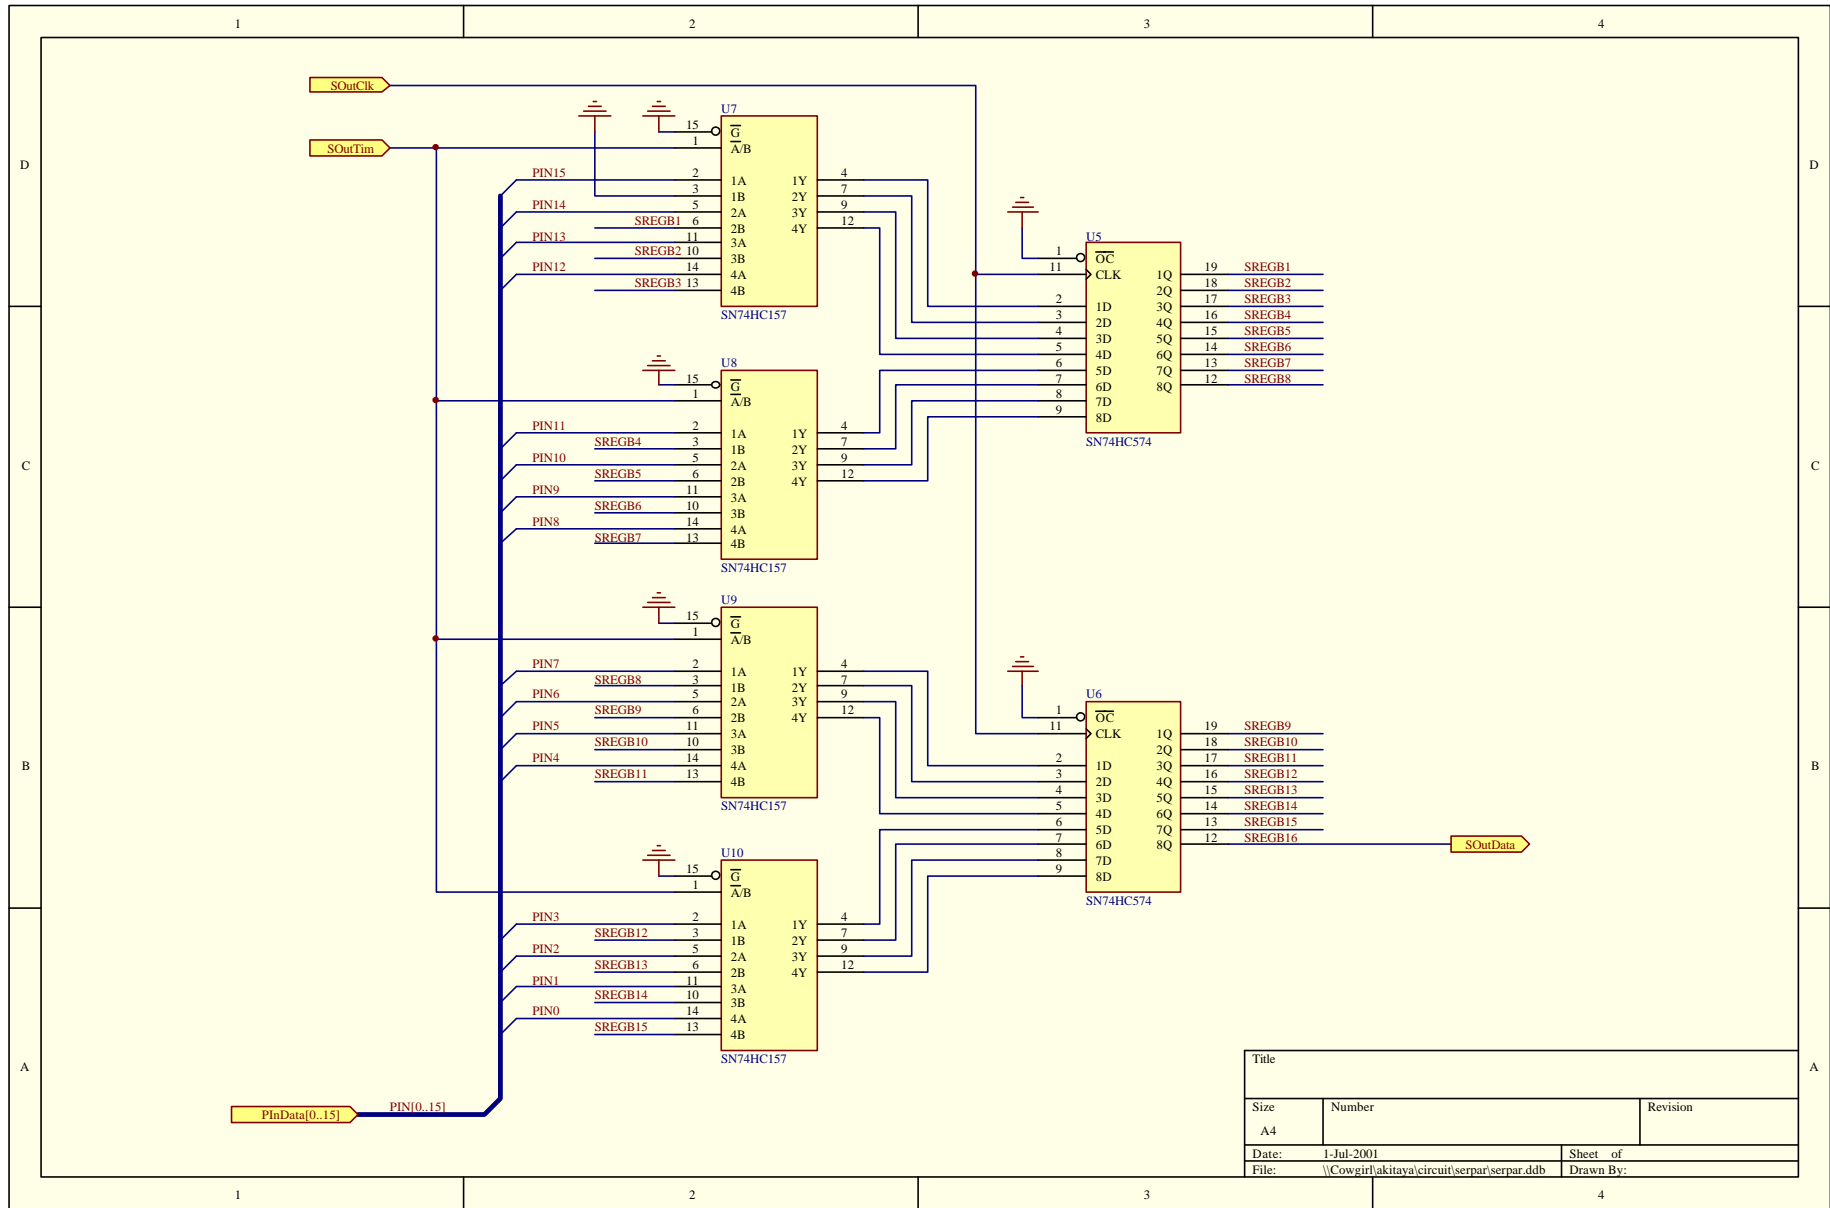 1 2 3 4
SOutClk
SOutTim
D D
U7
15 G
1 A/B
PIN15 2 1A 1Y 4
3 1B 2Y 7
PIN14 5 2A 3Y 9
SREGB1 6 2B 4Y 12
PIN13 11 3A
SREGB2 10 3B
PIN12 14 4A
SREGB3 13 4B
SN74HC157
U5
1 OC
11 CLK 1Q 19 SREGB1
2Q 18 SREGB2
2 1D 3Q 17 SREGB3
3 2D 4Q 16 SREGB4
4 3D 5Q 15 SREGB5
5 4D 6Q 14 SREGB6
6 5D 7Q 13 SREGB7
7 6D 8Q 12 SREGB8
8 7D
9 8D
SN74HC574
C C
U8
15 G
1 A/B
PIN11 2 1A 1Y 4
SREGB4 3 1B 2Y 7
PIN10 5 2A 3Y 9
SREGB5 6 2B 4Y 12
PIN9 11 3A
SREGB6 10 3B
PIN8 14 4A
SREGB7 13 4B
SN74HC157
U9
15 G
1 A/B
PIN7 2 1A 1Y 4
SREGB8 3 1B 2Y 7
PIN6 5 2A 3Y 9
SREGB9 6 2B 4Y 12
PIN5 11 3A
SREGB10 10 3B
PIN4 14 4A
SREGB11 13 4B
SN74HC157
B B
U6
1 OC
11 CLK 1Q 19 SREGB9
2Q 18 SREGB10
2 1D 3Q 17 SREGB11
3 2D 4Q 16 SREGB12
4 3D 5Q 15 SREGB13
5 4D 6Q 14 SREGB14
6 5D 7Q 13 SREGB15
7 6D 8Q 12 SREGB16 SOutData
8 7D
9 8D
SN74HC574
U10
15 G
1 A/B
PIN3 2 1A 1Y 4
SREGB12 3 1B 2Y 7
PIN2 5 2A 3Y 9
SREGB13 6 2B 4Y 12
PIN1 11 3A
SREGB14 10 3B
PIN0 14 4A
SREGB15 13 4B
SN74HC157
A A
PInData[0..15] PIN[0..15]
Title
Size Number Revision
A4
Date: 1-Jul-2001 Sheet of
File: \\Cowgirl\akitaya\circuit\serpar\serpar.ddb Drawn By:
1 2 3 4